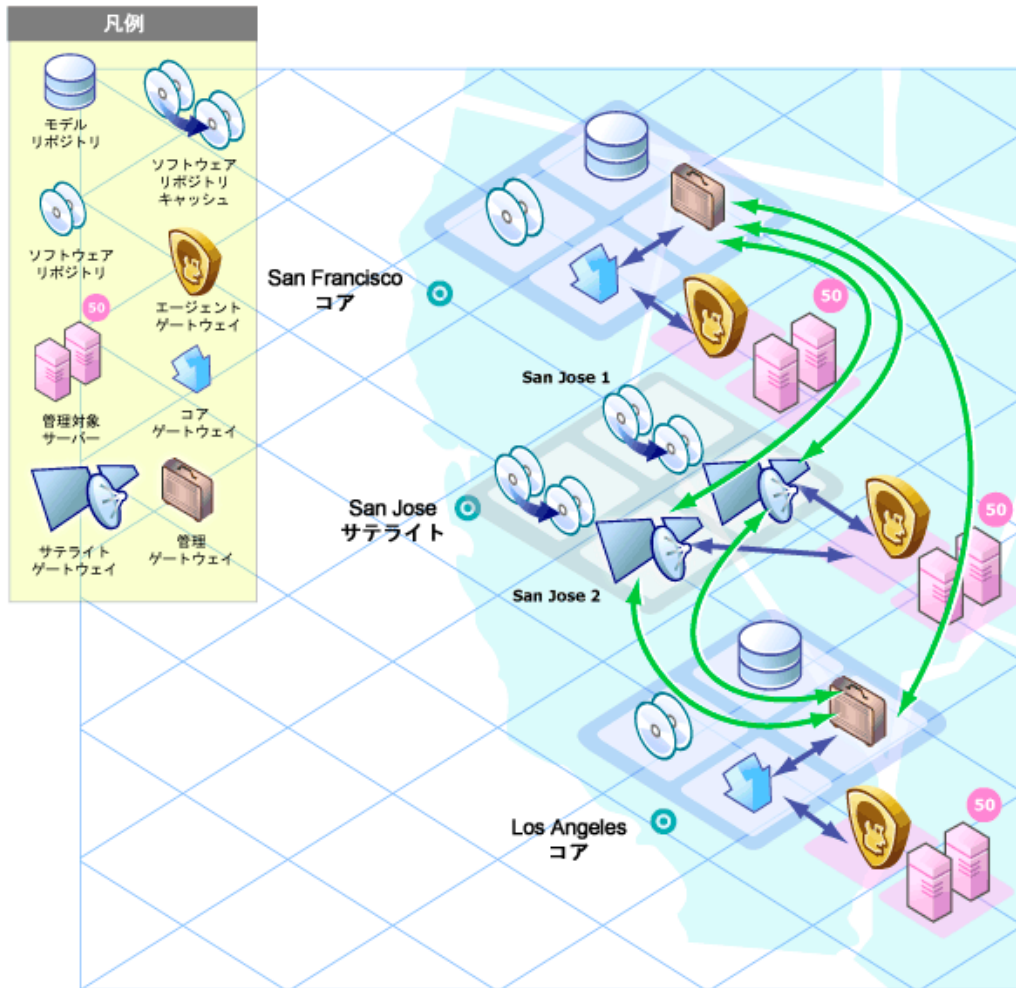 凡例
モデル
リポジトリ
ソフトウェア
リポジトリ
キャッシュ
ソフトウェア
リポジトリ
エージェント
ゲートウェイ
50
管理対象
サーバー
コア
ゲートウェイ
サテライト
ゲートウェイ
管理
ゲートウェイ
San Francisco
コア
50
San Jose 1
San Jose
サテライト
50
San Jose 2
Los Angeles
コア
50